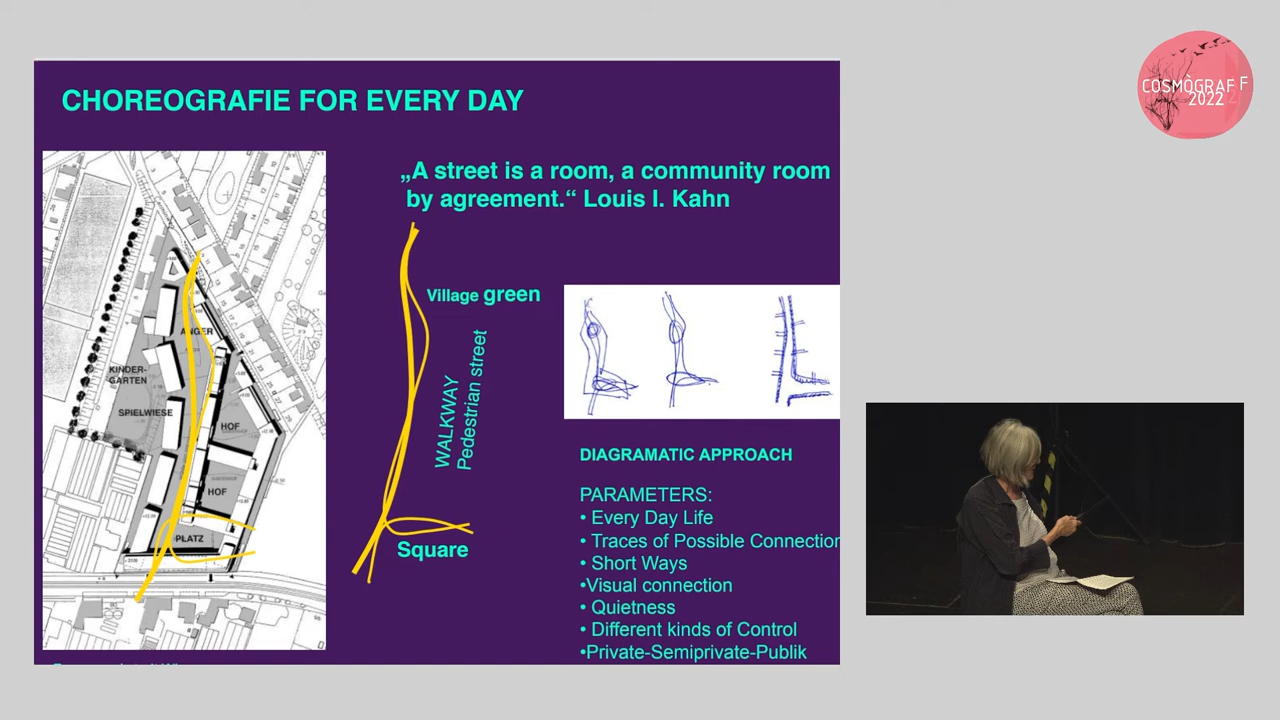 COSMÒGRAF F
2022
CHOREOGRAFIE FOR EVERY DAY
„A street is a room, a community room
by agreement.“ Louis I. Kahn
Village green
WALKWAY
Pedestrian street
Square
ANGER
KINDER-
GARTEN
SPIELWIESE
HOF
HOF
PLATZ
DIAGRAMATIC APPROACH
PARAMETERS:
• Every Day Life
• Traces of Possible Connection
• Short Ways
•Visual connection
• Quietness
• Different kinds of Control
•Private-Semiprivate-Publik